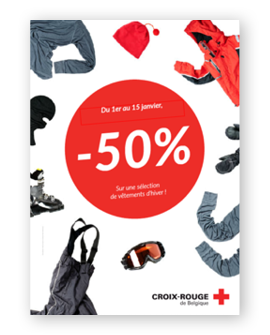 Du 1er au 15 janvier,
-50%
Sur une sélection
de vêtements d'hiver !
CROIX-ROUGE
de Belgique